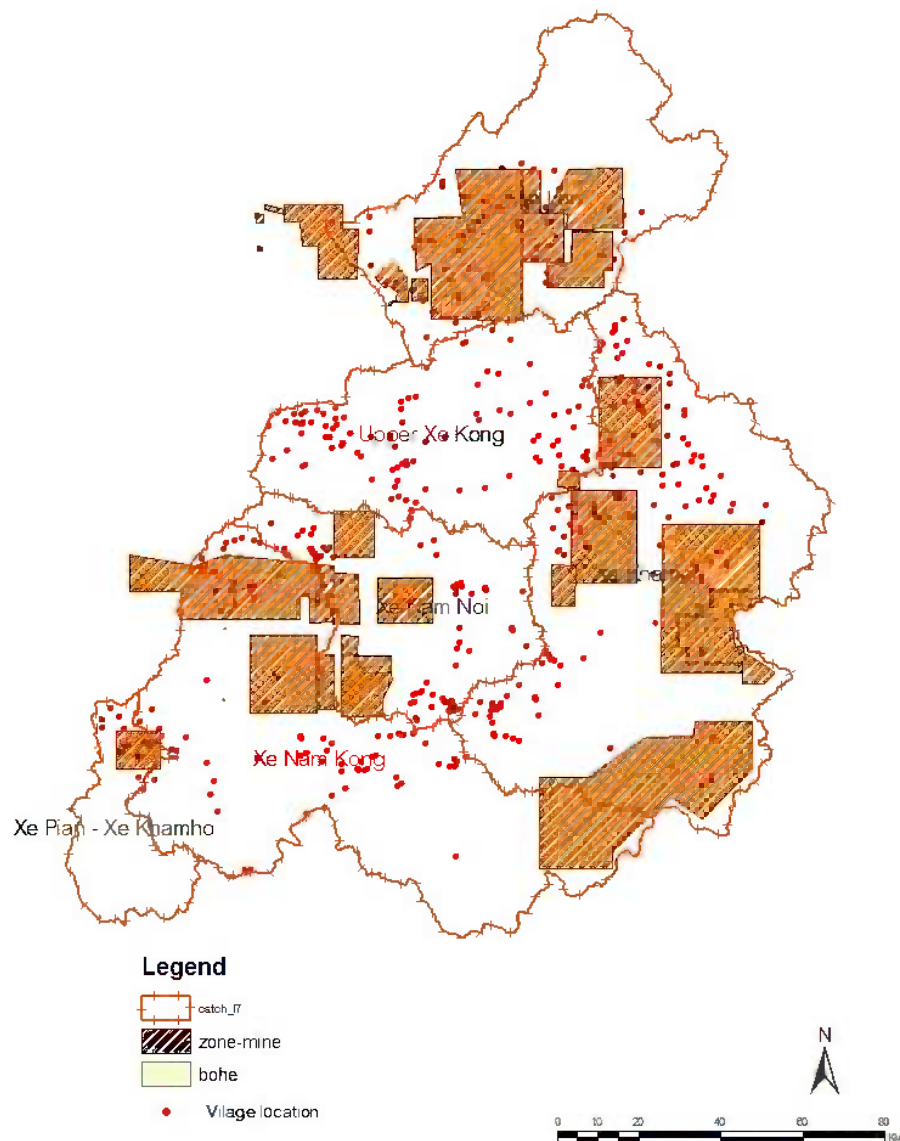 Upper Xe Kong
Xe Nam Noi
Xe Nam Kong
Xe Pian - Xe Khamho
Legend
catch_l7
zone-mine
bohe
Vilage location
N
0 10 20 40 60 80